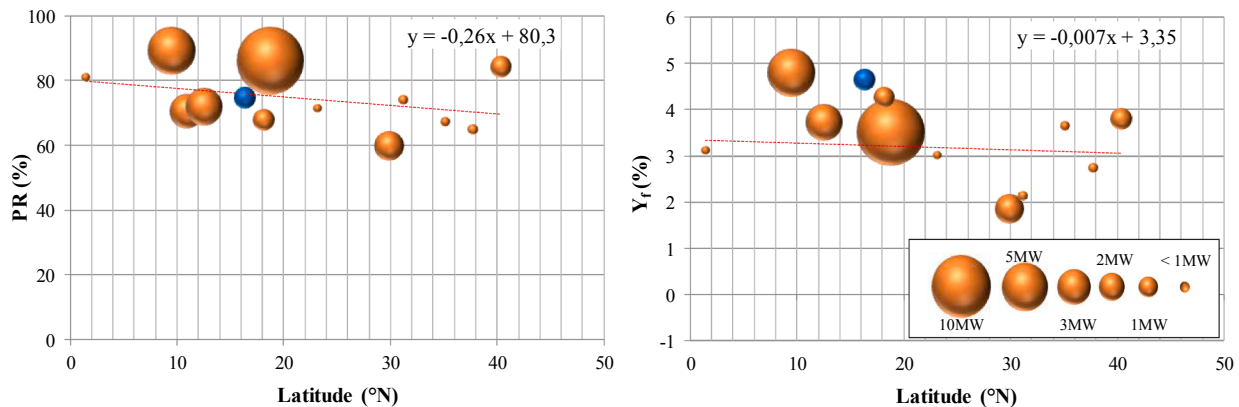 y = -0,26x + 80,3
100
80
60
40
20
0
PR (%)
0 10 20 30 40 50
Latitude (°N)
y = -0,007x + 3,35
6
5
4
3
2
1
0
-1
Yf (%)
5MW 2MW < 1MW
10MW 3MW 1MW
0 10 20 30 40 50
Latitude (°N)